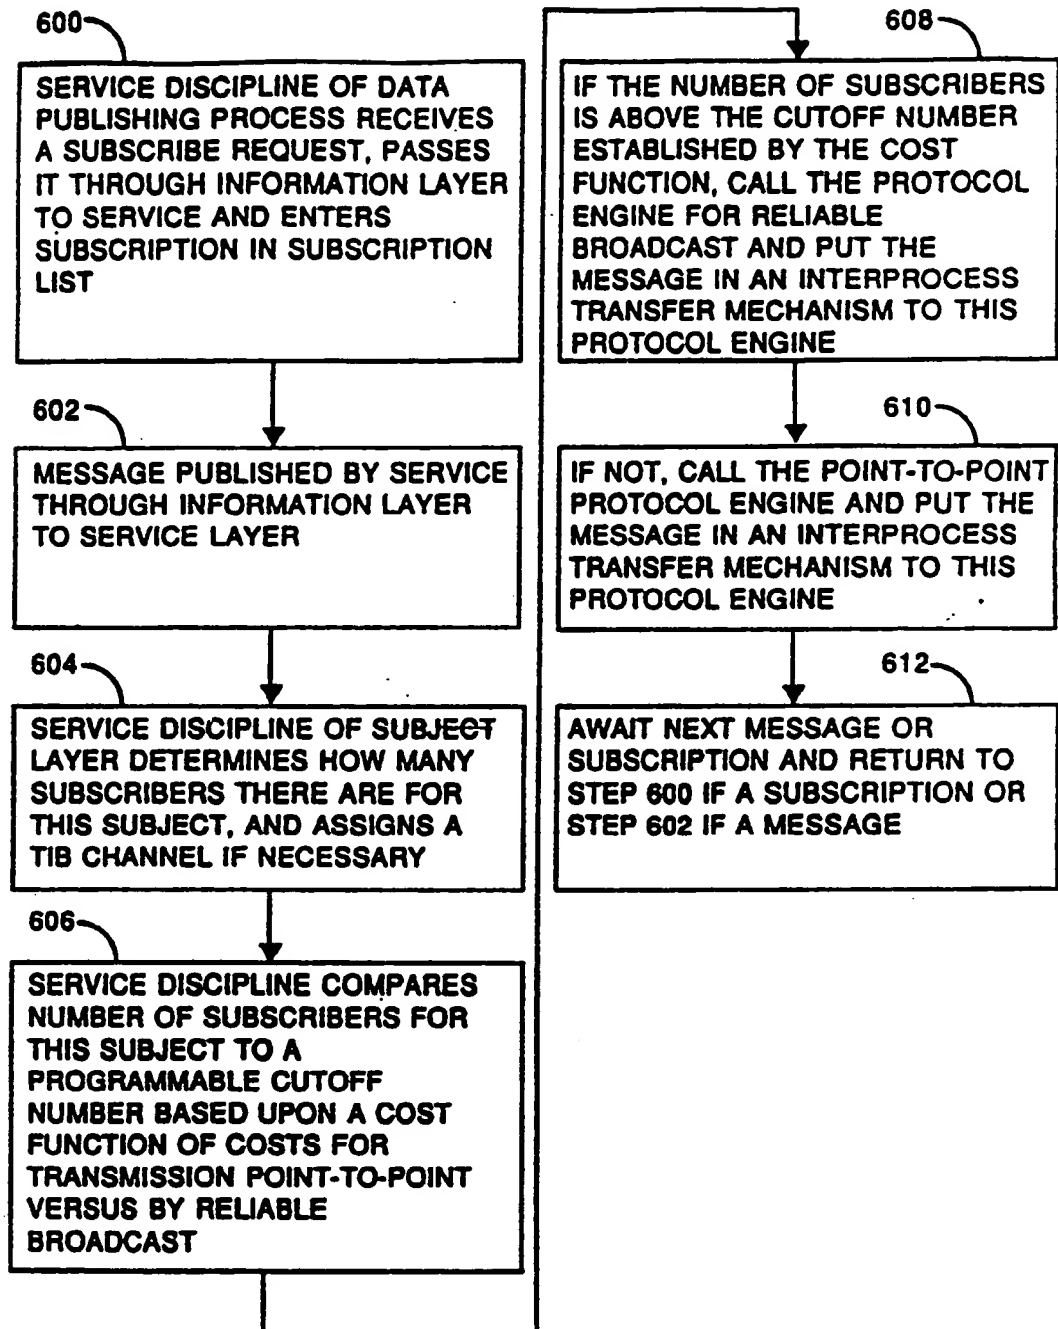 600
SERVICE DISCIPLINE OF DATA
PUBLISHING PROCESS RECEIVES
A SUBSCRIBE REQUEST, PASSES
IT THROUGH INFORMATION LAYER
TO SERVICE AND ENTERS
SUBSCRIPTION IN SUBSCRIPTION
LIST
602
MESSAGE PUBLISHED BY SERVICE
THROUGH INFORMATION LAYER
TO SERVICE LAYER
604
SERVICE DISCIPLINE OF SUBJECT
LAYER DETERMINES HOW MANY
SUBSCRIBERS THERE ARE FOR
THIS SUBJECT, AND ASSIGNS A
TIB CHANNEL IF NECESSARY
606
SERVICE DISCIPLINE COMPARES
NUMBER OF SUBSCRIBERS FOR
THIS SUBJECT TO A
PROGRAMMABLE CUTOFF
NUMBER BASED UPON A COST
FUNCTION OF COSTS FOR
TRANSMISSION POINT-TO-POINT
VERSUS BY RELIABLE
BROADCAST
608
IF THE NUMBER OF SUBSCRIBERS
IS ABOVE THE CUTOFF NUMBER
ESTABLISHED BY THE COST
FUNCTION, CALL THE PROTOCOL
ENGINE FOR RELIABLE
BROADCAST AND PUT THE
MESSAGE IN AN INTERPROCESS
TRANSFER MECHANISM TO THIS
PROTOCOL ENGINE
610
IF NOT, CALL THE POINT-TO-POINT
PROTOCOL ENGINE AND PUT THE
MESSAGE IN AN INTERPROCESS
TRANSFER MECHANISM TO THIS
PROTOCOL ENGINE
612
AWAIT NEXT MESSAGE OR
SUBSCRIPTION AND RETURN TO
STEP 600 IF A SUBSCRIPTION OR
STEP 602 IF A MESSAGE